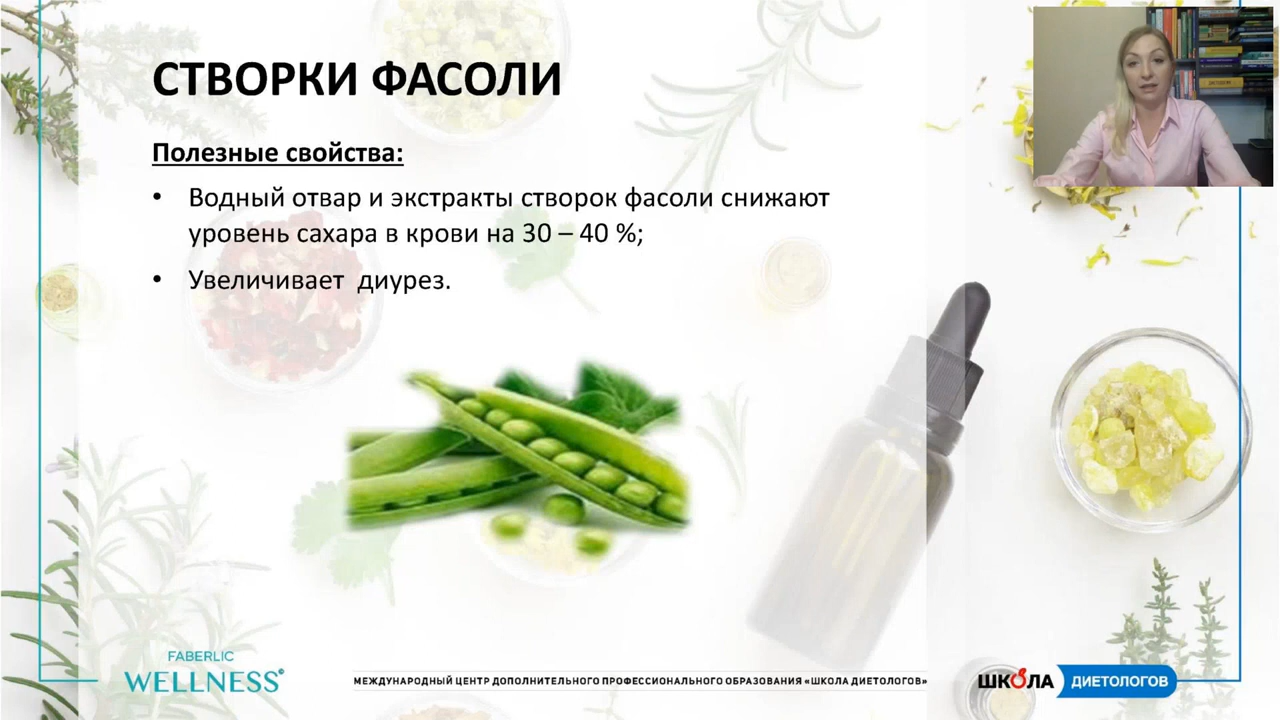 СТВОРКИ ФАСОЛИ
Полезные свойства:
• Водный отвар и экстракты створок фасоли снижают
уровень сахара в крови на 30 – 40 %;
• Увеличивает диурез.
FABERLIC
WELLNESS
МЕЖДУНАРОДНЫЙ ЦЕНТР ДОПОЛНИТЕЛЬНОГО ПРОФЕССИОНАЛЬНОГО ОБРАЗОВАНИЯ «ШКОЛА ДИЕТОЛОГОВ»
ШКОЛА ДИЕТОЛОГОВ